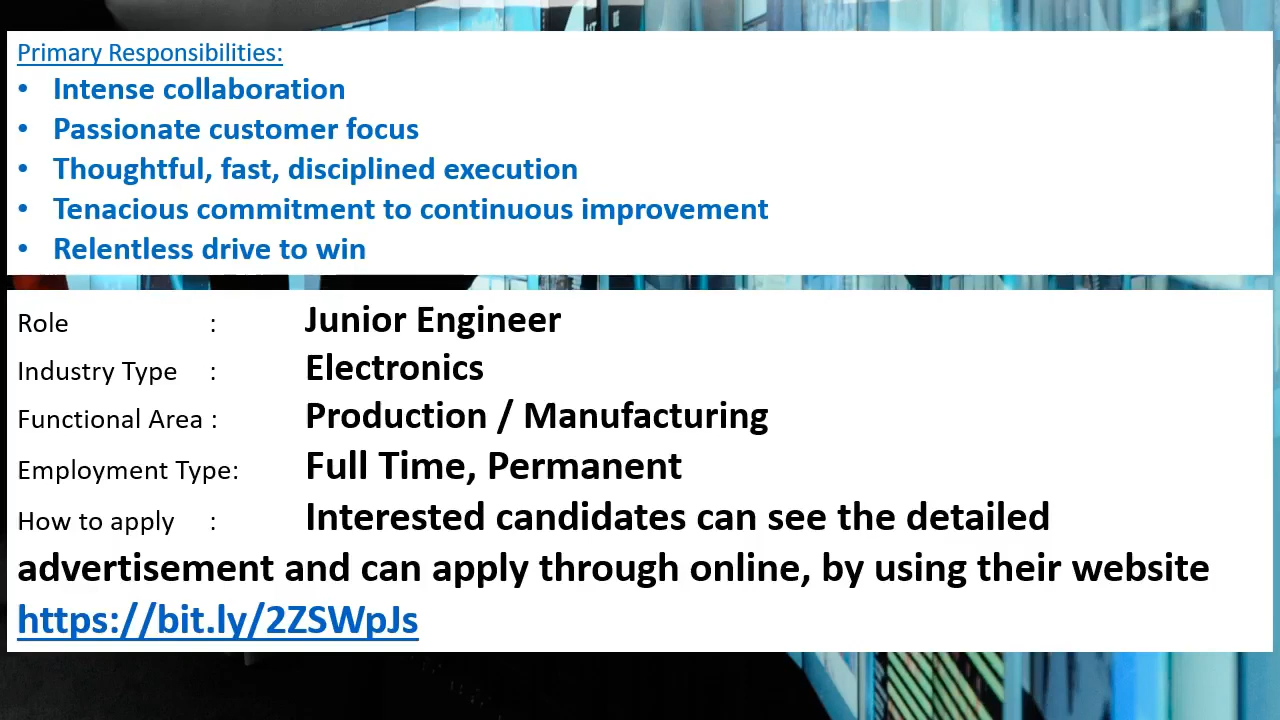 Primary Responsibilities:
• Intense collaboration
• Passionate customer focus
• Thoughtful, fast, disciplined execution
• Tenacious commitment to continuous improvement
• Relentless drive to win
Role : Junior Engineer
Industry Type : Electronics
Functional Area : Production / Manufacturing
Employment Type: Full Time, Permanent
How to apply : Interested candidates can see the detailed
advertisement and can apply through online, by using their website
https://bit.ly/2ZSWpJs